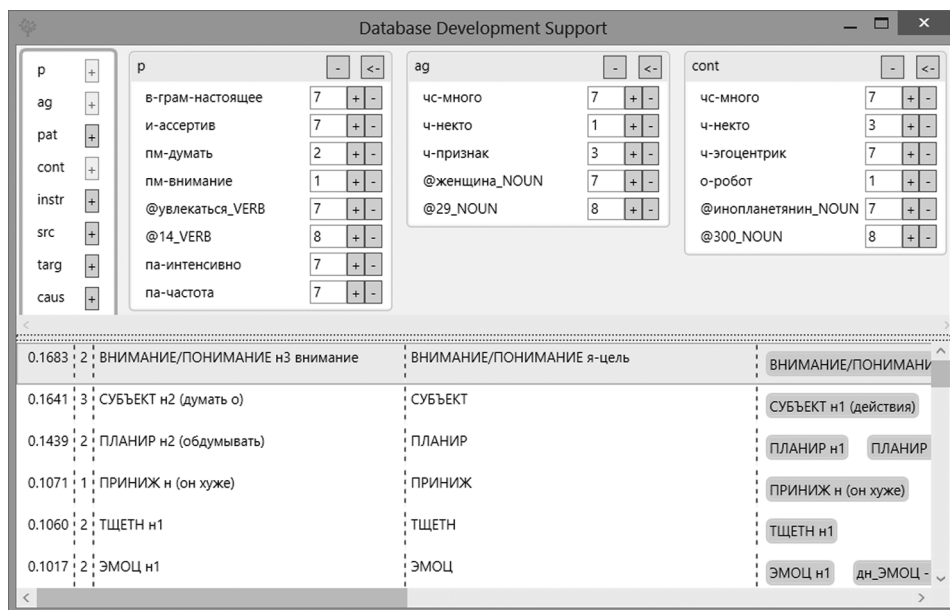 Database Development Support
p +
ag +
pat +
cont +
instr +
src +
targ +
caus +
p - <-
в-грам-настоящее 7 + -
и-ассертив 7 + -
пм-думать 2 + -
пм-внимание 1 + -
@увлекаться_VERB 7 + -
@14_VERB 8 + -
па-интенсивно 7 + -
па-частота 7 + -
ag - <-
чс-много 7 + -
ч-некто 1 + -
ч-признак 3 + -
@женщина_NOUN 7 + -
@29_NOUN 8 + -
cont - <-
чс-много 7 + -
ч-некто 3 + -
ч-эгоцентрик 7 + -
о-робот 1 + -
@инопланетянин_NOUN 7 + -
@300_NOUN 8 + -
0.1683 2 ВНИМАНИЕ/ПОНИМАНИЕ н3 внимание ВНИМАНИЕ/ПОНИМАНИЕ я-цель ВНИМАНИЕ/ПОНИМАНИ
0.1641 3 СУБЪЕКТ н2 (думать о) СУБЪЕКТ СУБЪЕКТ н1 (действия)
0.1439 2 ПЛАНИР н2 (обдумывать) ПЛАНИР ПЛАНИР н1 ПЛАНИР
0.1071 1 ПРИНИЖ н (он хуже) ПРИНИЖ ПРИНИЖ н (он хуже)
0.1060 2 ТЩЕТН н1 ТЩЕТН ТЩЕТН н1
0.1017 2 ЭМОЦ н1 ЭМОЦ ЭМОЦ н1 дн_ЭМОЦ -